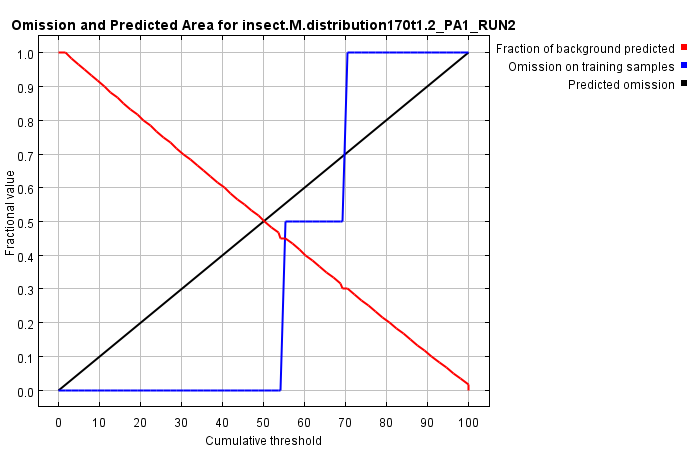 Omission and Predicted Area for insect.M.distribution170t1.2_PA1_RUN2
Fraction of background predicted
Omission on training samples
Predicted omission
Fractional value
1.0
0.9
0.8
0.7
0.6
0.5
0.4
0.3
0.2
0.1
0.0
0 10 20 30 40 50 60 70 80 90 100
Cumulative threshold